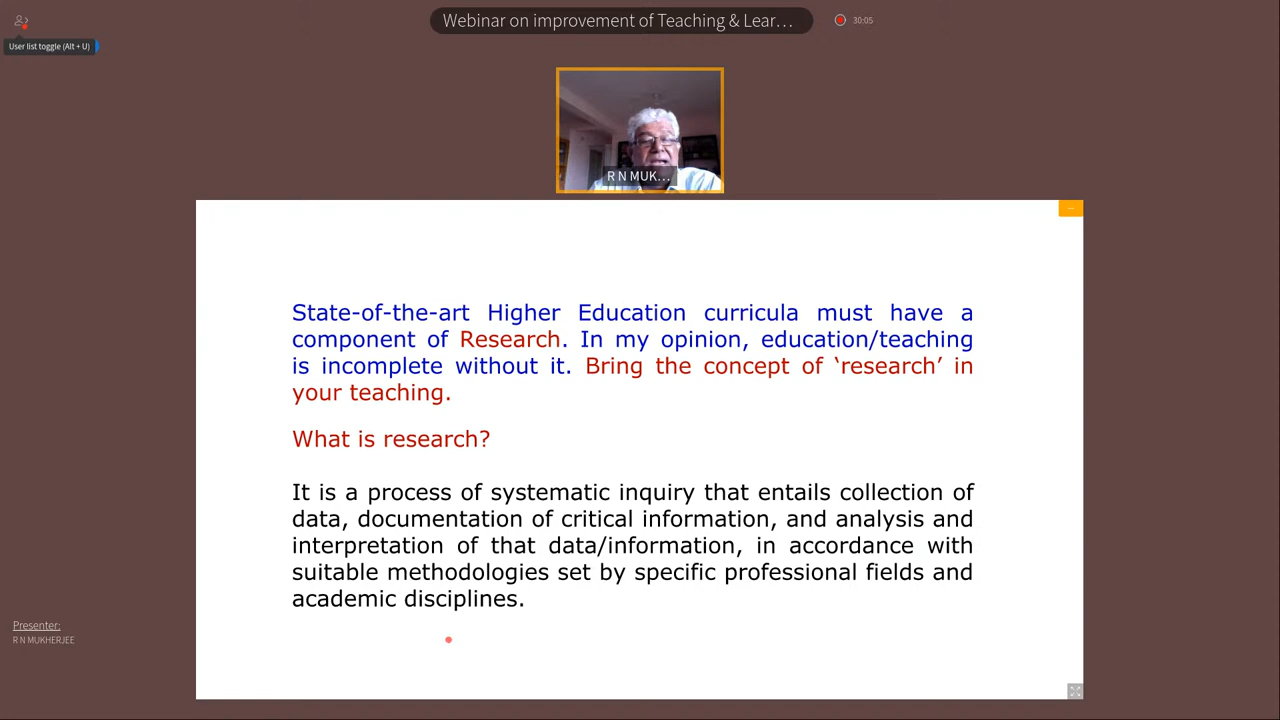 Webinar on improvement of Teaching & Lear...
30:05
User list toggle (Alt + U)
R N MUK...
State-of-the-art Higher Education curricula must have a
component of Research. In my opinion, education/teaching
is incomplete without it. Bring the concept of ‘research’ in
your teaching.
What is research?
It is a process of systematic inquiry that entails collection of
data, documentation of critical information, and analysis and
interpretation of that data/information, in accordance with
suitable methodologies set by specific professional fields and
academic disciplines.
Presenter:
R N MUKHERJEE